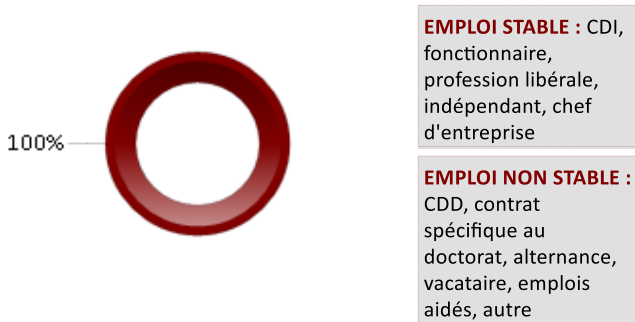 100%
EMPLOI STABLE : CDI,
fonctionnaire,
profession libérale,
indépendant, chef
d'entreprise
EMPLOI NON STABLE :
CDD, contrat
spécifique au
doctorat, alternance,
vacataire, emplois
aidés, autre